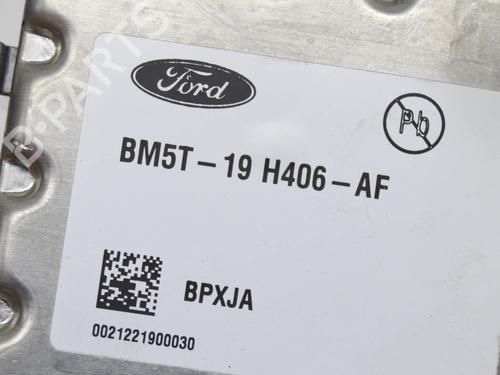 Ford
Pb
BM5T-19 H406-AF
BPXJA
0021221900030
B-PARTS